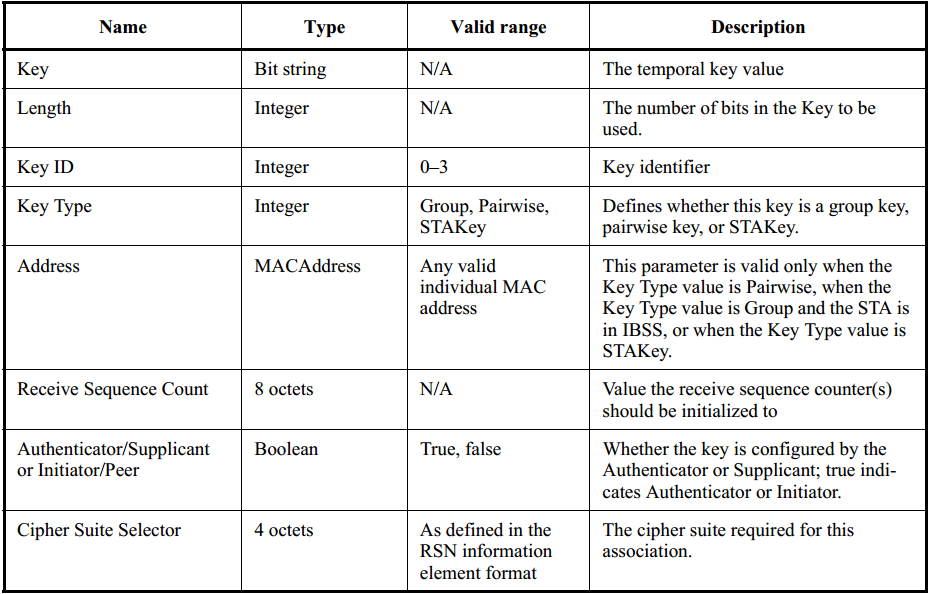 Name Type Valid range Description
Key Bit string N/A The temporal key value
Length Integer N/A The number of bits in the Key to be
used.
Key ID Integer 0–3 Key identifier
Key Type Integer Group, Pairwise, Defines whether this key is a group key,
STAKey pairwise key, or STAKey.
Address MACAddress Any valid This parameter is valid only when the
individual MAC Key Type value is Pairwise, when the
address Key Type value is Group and the STA is
in IBSS, or when the Key Type value is
STAKey.
Receive Sequence Count 8 octets N/A Value the receive sequence counter(s)
should be initialized to
Authenticator/Supplicant Boolean True, false Whether the key is configured by the
or Initiator/Peer Authenticator or Supplicant; true indi-
cates Authenticator or Initiator.
Cipher Suite Selector 4 octets As defined in the The cipher suite required for this
RSN information association.
element format